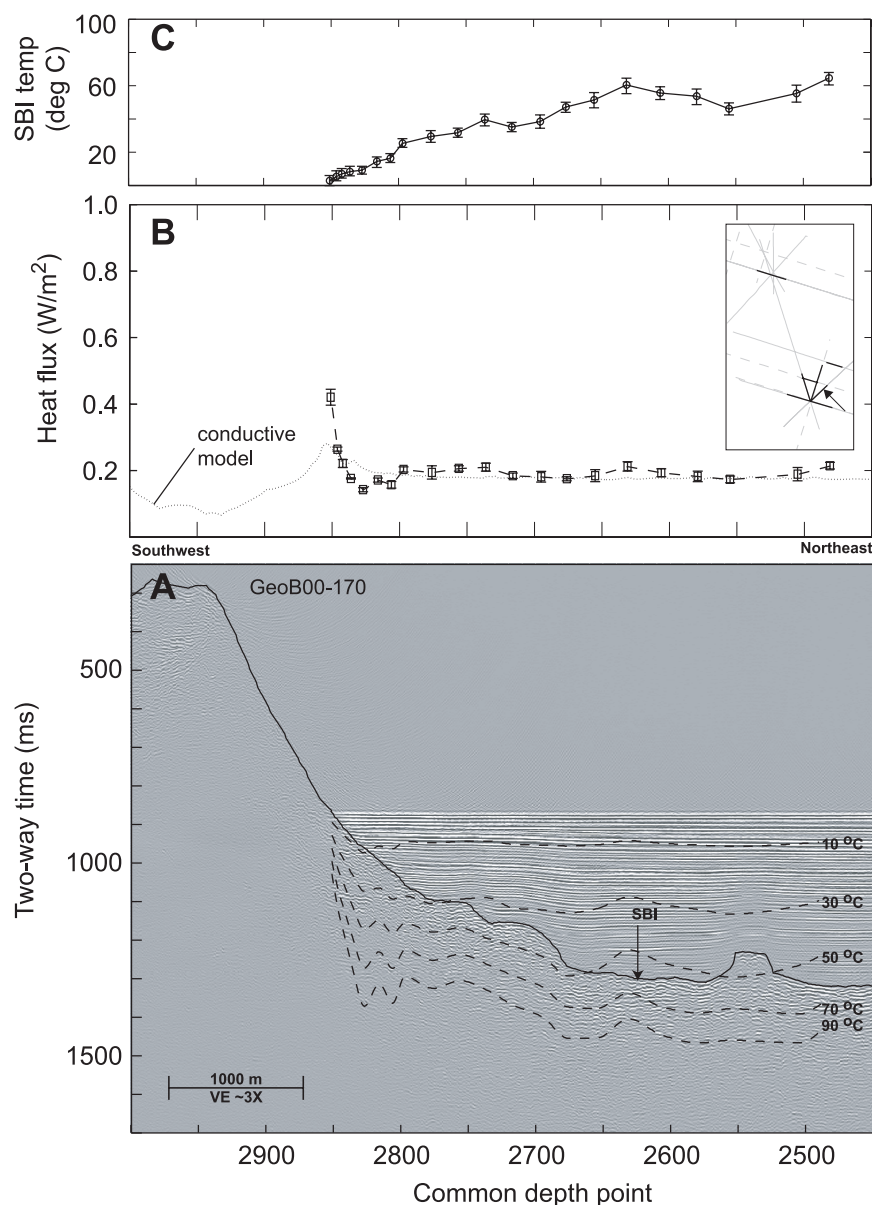 C
SBI temp
(deg C)
100
60
20
B
Heat flux (W/m²)
1.0
0.8
0.6
0.4
0.2
conductive
model
Southwest
Northeast
A
GeoB00-170
Two-way time (ms)
500
1000
1500
10 °C
30 °C
SBI
50 °C
70 °C
90 °C
1000 m
VE ~3X
2900 2800 2700 2600 2500
Common depth point